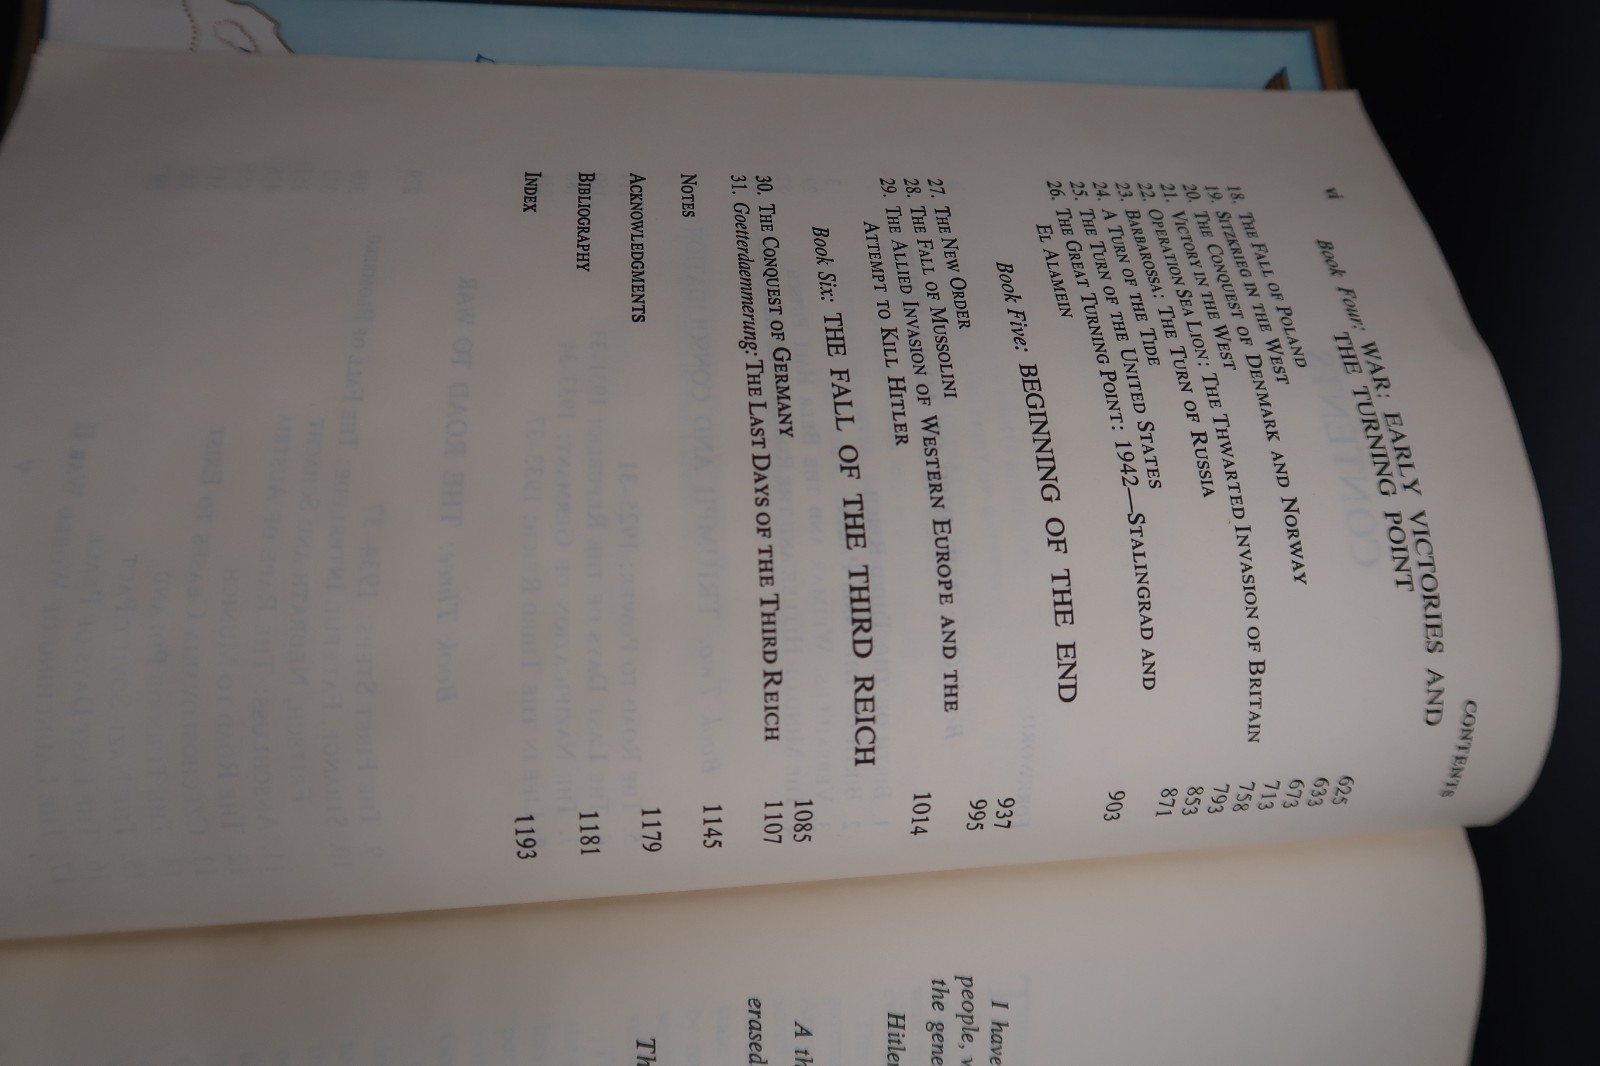 vi CONTENTS
Book Four: WAR: EARLY VICTORIES AND
THE TURNING POINT
18. THE FALL OF POLAND 625
19. SITZKRIEG IN THE WEST 633
20. THE CONQUEST OF DENMARK AND NORWAY 673
21. VICTORY IN THE WEST 713
22. OPERATION SEA LION: THE THWARTED INVASION OF BRITAIN 758
23. BARBAROSSA: THE TURN OF RUSSIA 793
24. A TURN OF THE TIDE 853
25. THE TURN OF THE UNITED STATES 871
26. THE GREAT TURNING POINT: 1942—STALINGRAD AND
EL ALAMEIN 903
Book Five: BEGINNING OF THE END
27. THE NEW ORDER 937
28. THE FALL OF MUSSOLINI 995
29. THE ALLIED INVASION OF WESTERN EUROPE AND THE
ATTEMPT TO KILL HITLER 1014
Book Six: THE FALL OF THE THIRD REICH
30. THE CONQUEST OF GERMANY 1085
31. Goetterdaemmerung: THE LAST DAYS OF THE THIRD REICH 1107
NOTES 1145
ACKNOWLEDGMENTS 1179
BIBLIOGRAPHY 1181
INDEX 1193
I have
people,
the gene
Hitler
A th
erased
Th